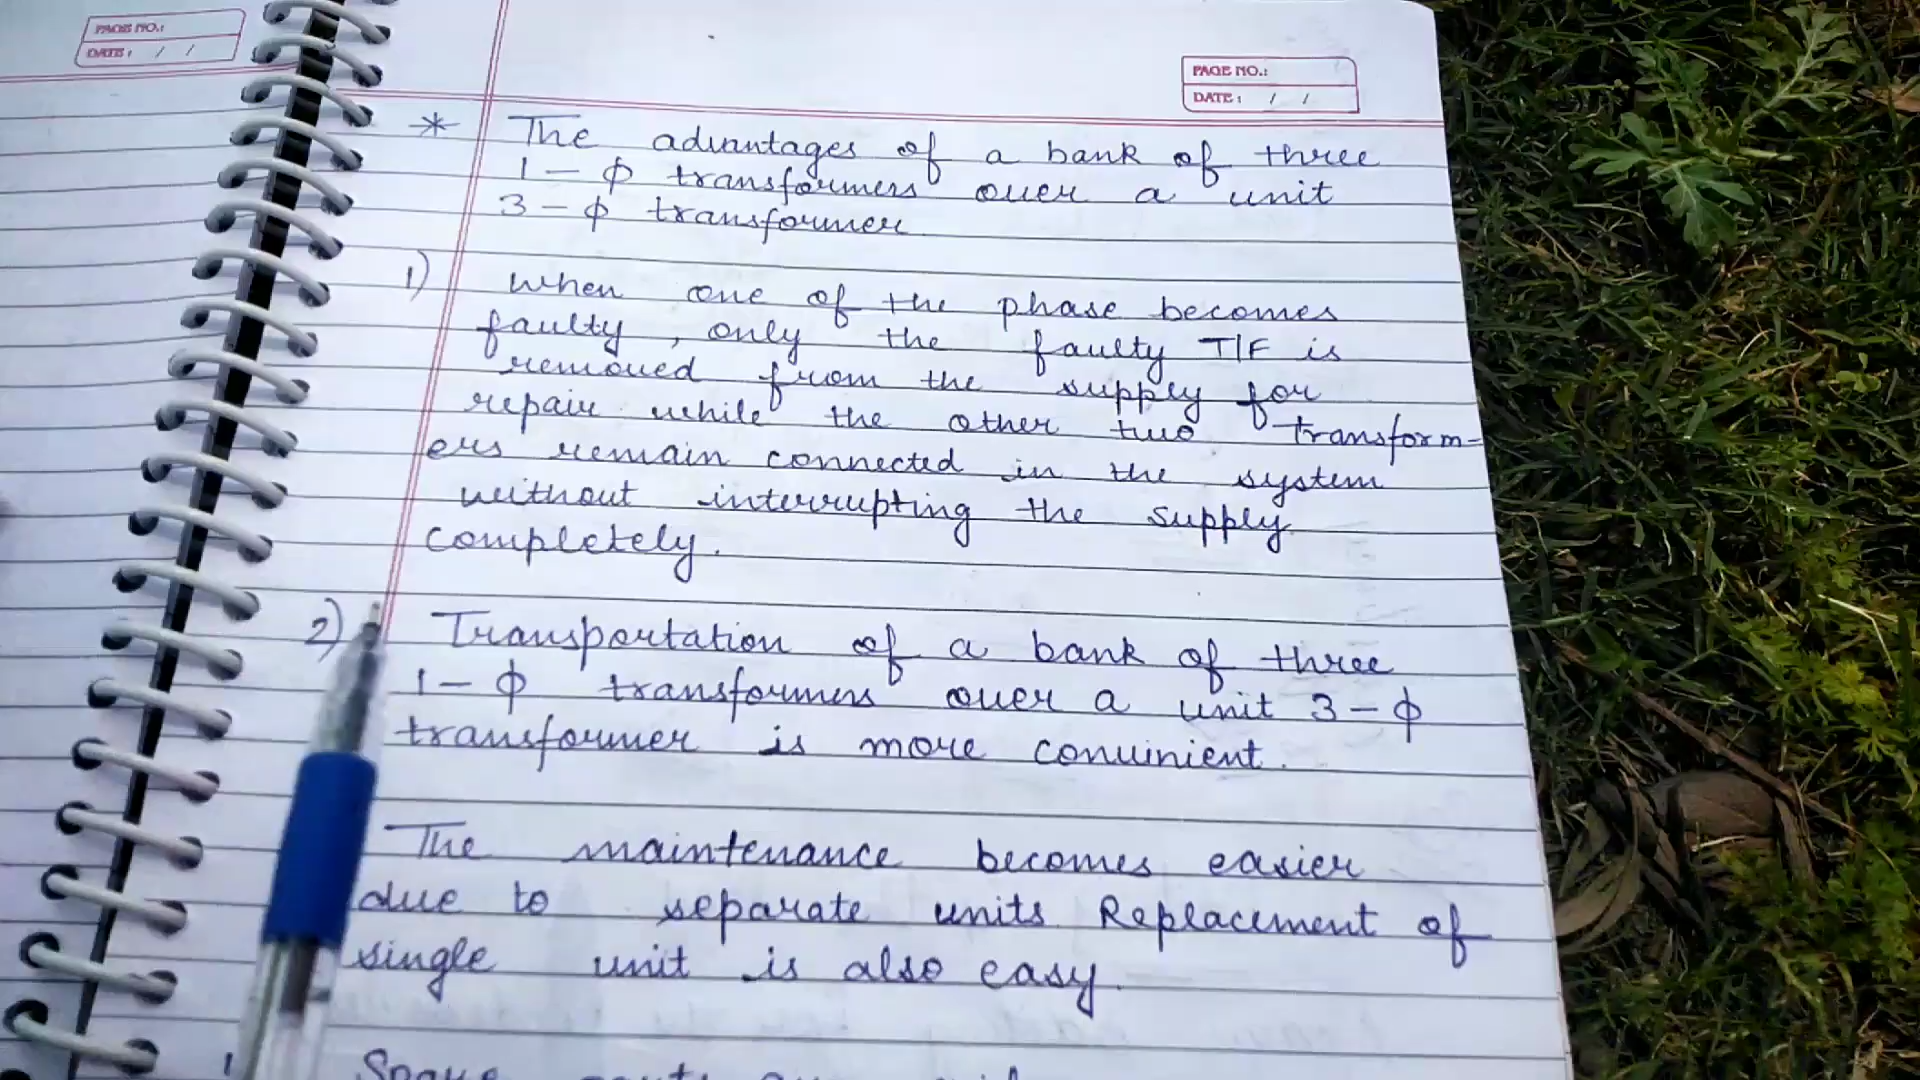 PAGE NO.:
DATE: / /
PAGE NO.:
DATE: / /
* The advantages of a bank of three
1-ϕ transformers over a unit
3-ϕ transformer
1) When one of the phase becomes
faulty, only the faulty T/F is
removed from the supply for
repair while the other two transform-
ers remain connected in the system
without interrupting the supply
completely.
2) Transportation of a bank of three
1-ϕ transformers over a unit 3-ϕ
transformer is more convinient.
The maintenance becomes easier
due to separate units Replacement of
single unit is also easy.